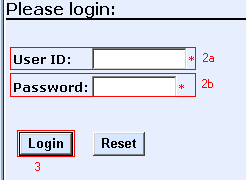 Please login:
User ID: * 2a
Password: * 2b
Login Reset
3